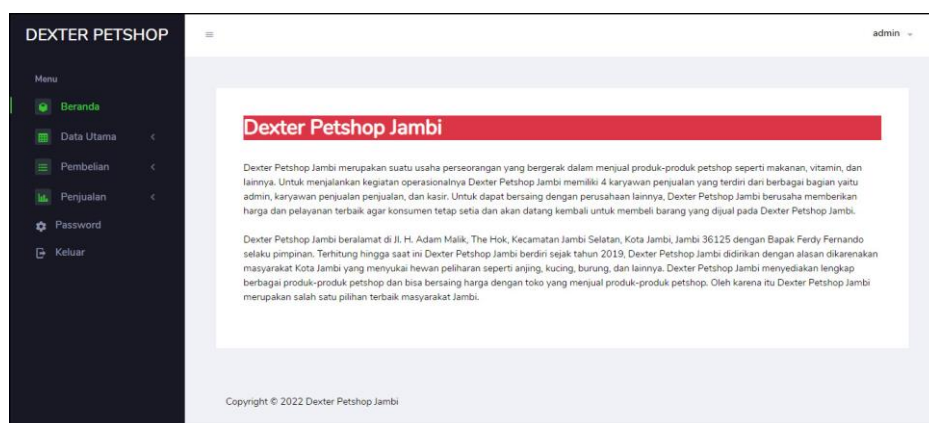 DEXTER PETSHOP
admin
Menu
Beranda
Data Utama
Pembelian
Penjualan
Password
Keluar
Dexter Petshop Jambi
Dexter Petshop Jambi merupakan suatu usaha perseorangan yang bergerak dalam menjual produk-produk petshop seperti makanan, vitamin, dan
lainnya. Untuk menjalankan kegiatan operasionalnya Dexter Petshop Jambi memiliki 4 karyawan penjualan yang terdiri dari berbagai bagian yaitu
admin, karyawan penjualan penjualan, dan kasir. Untuk dapat bersaing dengan perusahaan lainnya, Dexter Petshop Jambi berusaha memberikan
harga dan pelayanan terbaik agar konsumen tetap setia dan akan datang kembali untuk membeli barang yang dijual pada Dexter Petshop Jambi.
Dexter Petshop Jambi beralamat di Jl. H. Adam Malik, The Hok, Kecamatan Jambi Selatan, Kota Jambi, Jambi 36125 dengan Bapak Ferdy Fernando
selaku pimpinan. Terhitung hingga saat ini Dexter Petshop Jambi berdiri sejak tahun 2019, Dexter Petshop Jambi didirikan dengan alasan dikarenakan
masyarakat Kota Jambi yang menyukai hewan peliharan seperti anjing, kucing, burung, dan lainnya. Dexter Petshop Jambi menyediakan lengkap
berbagai produk-produk petshop dan bisa bersaing harga dengan toko yang menjual produk-produk petshop. Oleh karena itu Dexter Petshop Jambi
merupakan salah satu pilihan terbaik masyarakat Jambi.
Copyright © 2022 Dexter Petshop Jambi